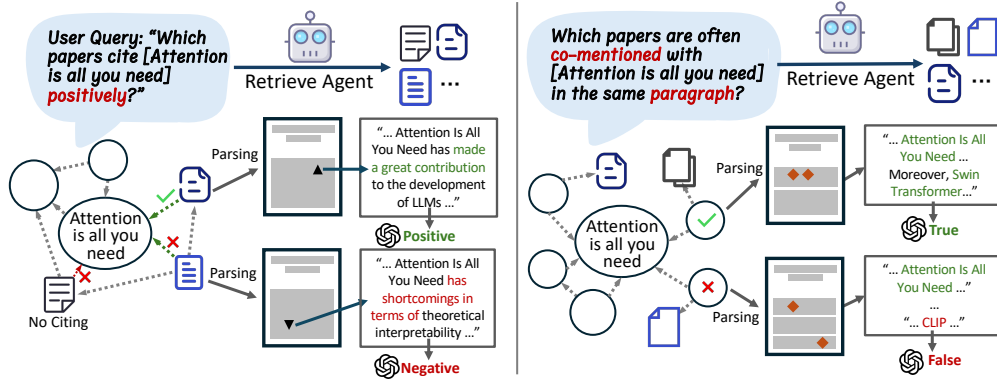 User Query: “Which
papers cite [Attention
is all you need]
positively?”
Retrieve Agent
...
Parsing
Attention
is all you
need
No Citing
Parsing
“... Attention Is All
You Need has made
a great contribution
to the development
of LLMs ...”
Positive
“... Attention Is All
You Need has
shortcomings in
terms of theoretical
interpretability ...”
Negative
Which papers are often
co-mentioned with
[Attention is all you need]
in the same paragraph?
Retrieve Agent
...
Attention
is all you
need
Parsing
Parsing
“... Attention Is All
You Need ...
Moreover, Swin
Transformer...”
True
“... Attention Is All
You Need ...”
...
“... CLIP ...”
False